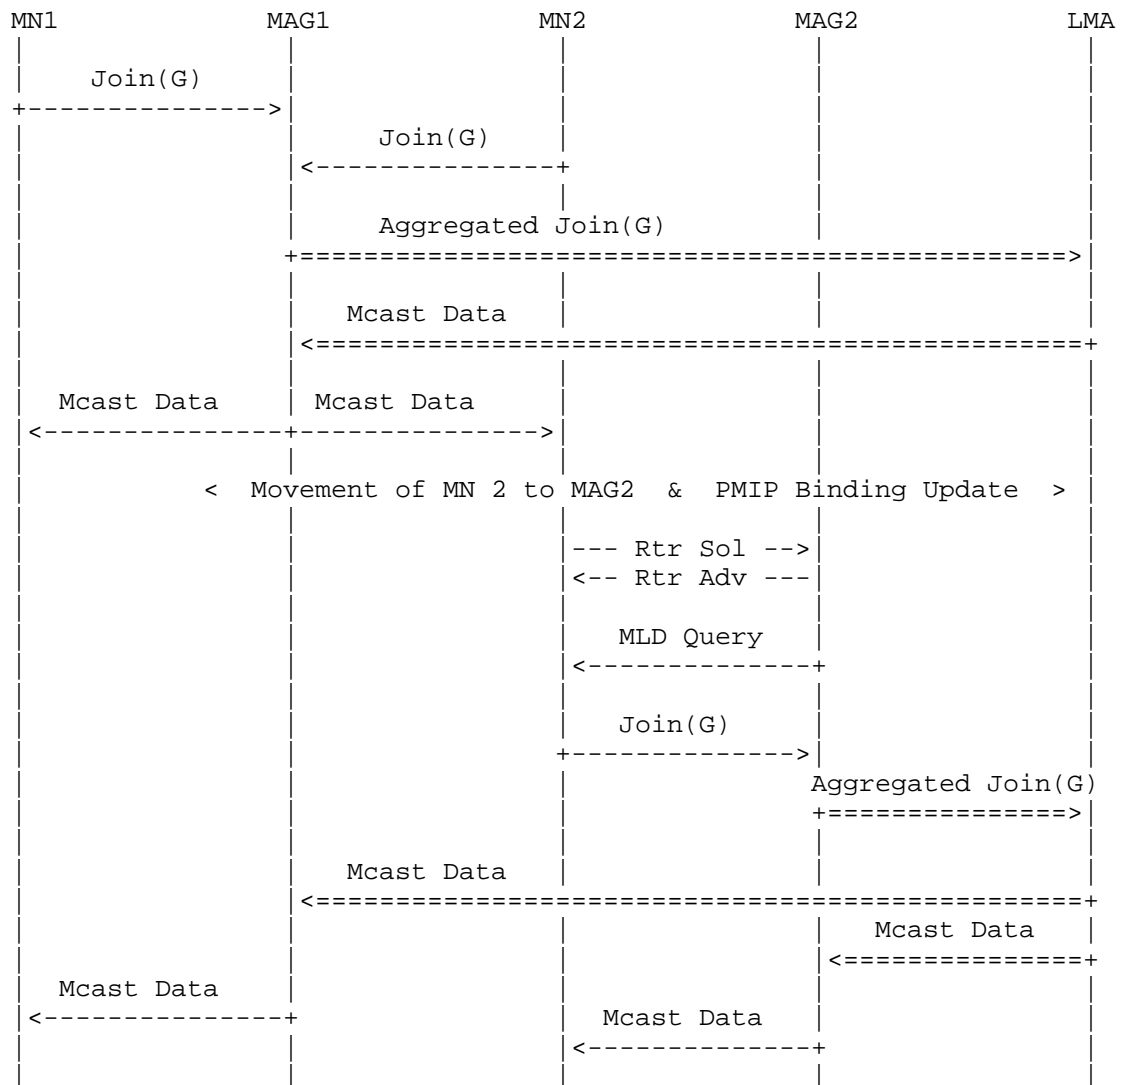 MN1 MAG1 MN2 MAG2 LMA
Join(G)
Join(G)
Aggregated Join(G)
Mcast Data
Mcast Data Mcast Data
< Movement of MN 2 to MAG2 & PMIP Binding Update >
--- Rtr Sol -->
<-- Rtr Adv ---
MLD Query
Join(G)
Aggregated Join(G)
Mcast Data
Mcast Data
Mcast Data
Mcast Data